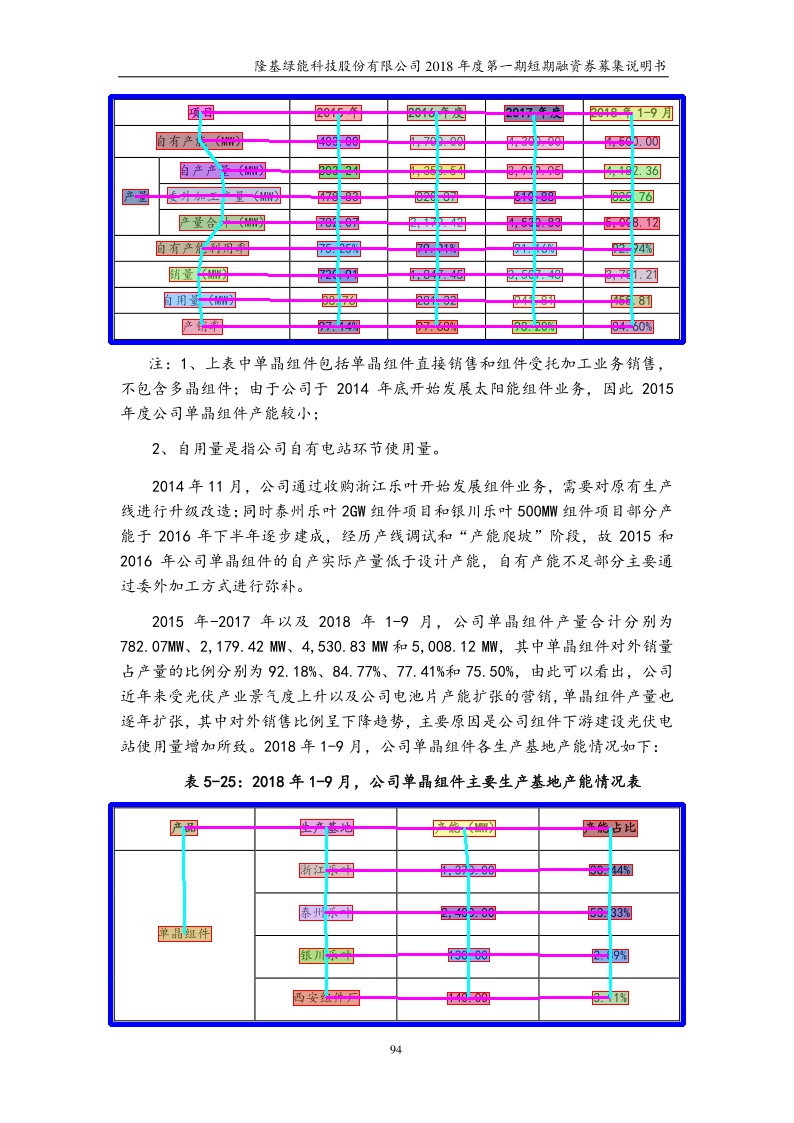 隆基绿能科技股份有限公司 2018 年度第一期短期融资券募集说明书
项目 2015 年 2016 年度 2017 年度 2018 年 1-9 月
自有产能（MW） 403.00 1,700.00 4,300.00 4,500.00
自产产量（MW） 303.24 1,358.54 3,919.95 4,182.36
产量 委外加工产量（MW） 478.83 820.87 610.88 825.76
产量合计（MW） 782.07 2,179.42 4,530.83 5,008.12
自有产能利用率 75.25% 79.91% 91.16% 92.94%
销量（MW） 720.91 1,847.45 3,507.40 3,781.21
自用量（MW） 38.76 281.32 941.81 455.81
产销率 97.14% 97.68% 98.20% 84.60%
注：1、上表中单晶组件包括单晶组件直接销售和组件受托加工业务销售，
不包含多晶组件；由于公司于 2014 年底开始发展太阳能组件业务，因此 2015
年度公司单晶组件产能较小；
2、自用量是指公司自有电站环节使用量。
2014 年 11 月，公司通过收购浙江乐叶开始发展组件业务，需要对原有生产
线进行升级改造；同时泰州乐叶 2GW 组件项目和银川乐叶 500MW 组件项目部分产
能于 2016 年下半年逐步建成，经历产线调试和“产能爬坡”阶段，故 2015 和
2016 年公司单晶组件的自产实际产量低于设计产能，自有产能不足部分主要通
过委外加工方式进行弥补。
2015 年-2017 年以及 2018 年 1-9 月，公司单晶组件产量合计分别为
782.07MW、2,179.42 MW、4,530.83 MW 和 5,008.12 MW，其中单晶组件对外销量
占产量的比例分别为 92.18%、84.77%、77.41%和 75.50%，由此可以看出，公司
近年来受光伏产业景气度上升以及公司电池片产能扩张的营销，单晶组件产量也
逐年扩张，其中对外销售比例呈下降趋势，主要原因是公司组件下游建设光伏电
站使用量增加所致。2018 年 1-9 月，公司单晶组件各生产基地产能情况如下：
表 5-25：2018 年 1-9 月，公司单晶组件主要生产基地产能情况表
产品 生产基地 产能（MW） 产能占比
浙江乐叶 1,370.00 30.44%
泰州乐叶 2,400.00 53.33%
单晶组件
银川乐叶 130.00 2.89%
西安组件厂 140.00 3.11%
94